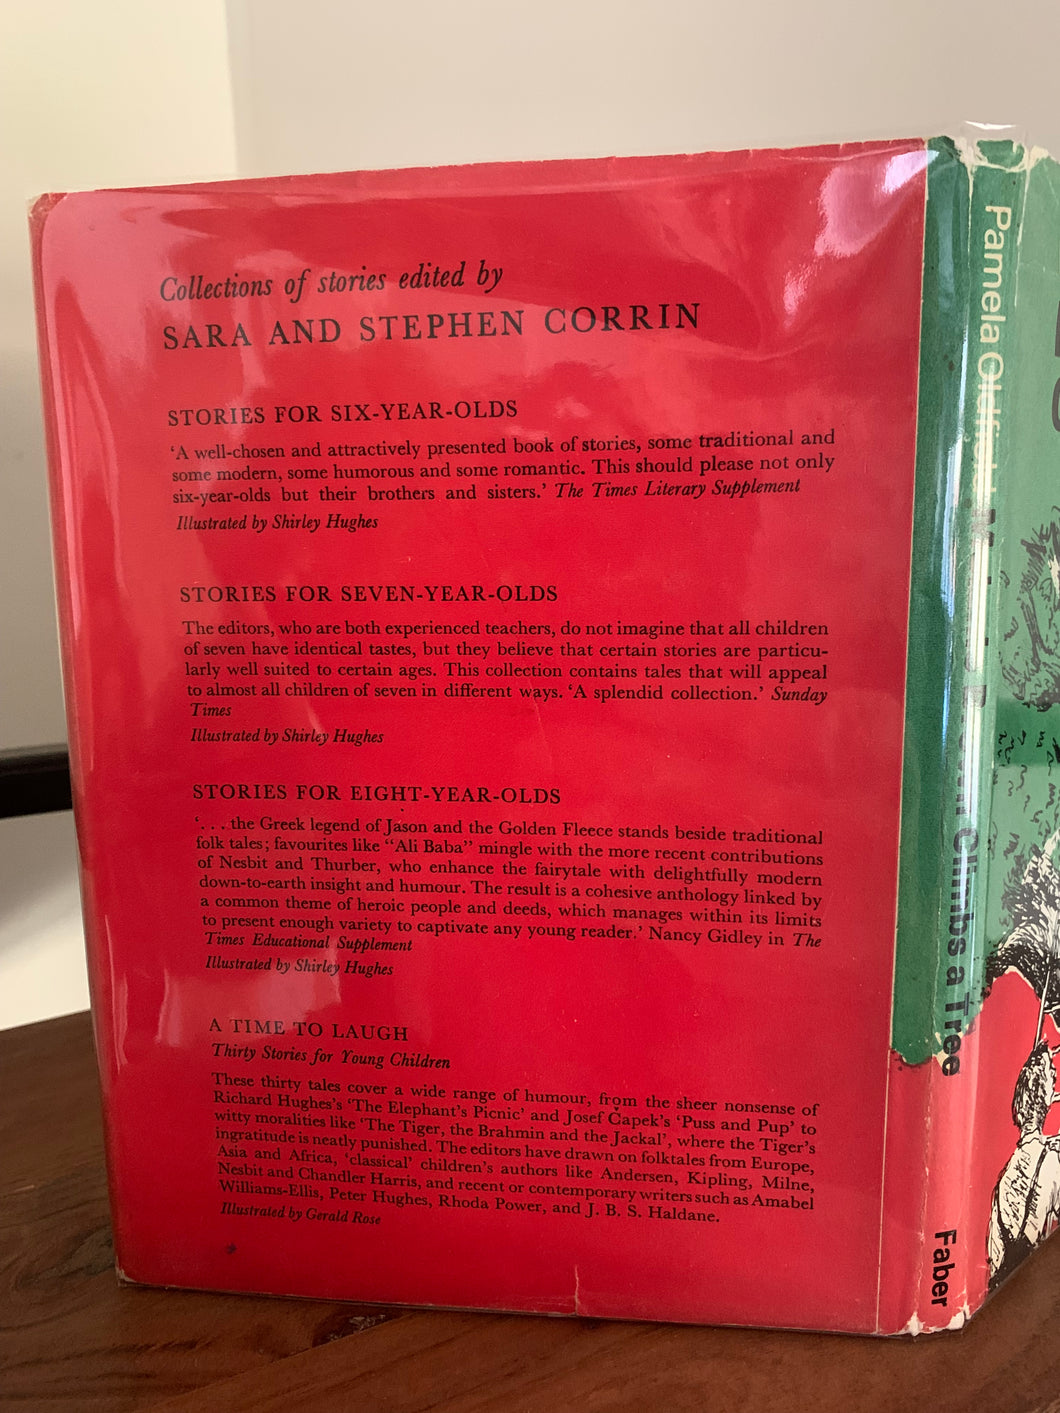 Collections of stories edited by
SARA AND STEPHEN CORRIN
STORIES FOR SIX-YEAR-OLDS
‘A well-chosen and attractively presented book of stories, some traditional and
some modern, some humorous and some romantic. This should please not only
six-year-olds but their brothers and sisters.’ The Times Literary Supplement
Illustrated by Shirley Hughes
STORIES FOR SEVEN-YEAR-OLDS
The editors, who are both experienced teachers, do not imagine that all children
of seven have identical tastes, but they believe that certain stories are particu-
larly well suited to certain ages. This collection contains tales that will appeal
to almost all children of seven in different ways. ‘A splendid collection.’ Sunday
Times
Illustrated by Shirley Hughes
STORIES FOR EIGHT-YEAR-OLDS
‘. . . the Greek legend of Jason and the Golden Fleece stands beside traditional
folk tales; favourites like “Ali Baba” mingle with the more recent contributions
of Nesbit and Thurber, who enhance the fairytale with delightfully modern
down-to-earth insight and humour. The result is a cohesive anthology linked by
a common theme of heroic people and deeds, which manages within its limits
to present enough variety to captivate any young reader.’ Nancy Gidley in The
Times Educational Supplement
Illustrated by Shirley Hughes
A TIME TO LAUGH
Thirty Stories for Young Children
These thirty tales cover a wide range of humour, from the sheer nonsense of
Richard Hughes's ‘The Elephant's Picnic’ and Josef Čapek's ‘Puss and Pup’ to
witty moralities like ‘The Tiger, the Brahmin and the Jackal’, where the Tiger's
ingratitude is neatly punished. The editors have drawn on folktales from Europe,
Asia and Africa, ‘classical’ children's authors like Andersen, Kipling, Milne,
Nesbit and Chandler Harris, and recent or contemporary writers such as Amabel
Williams-Ellis, Peter Hughes, Rhoda Power, and J. B. S. Haldane.
Illustrated by Gerald Rose
Pamela Oldfield
Climbs a Tree
Faber